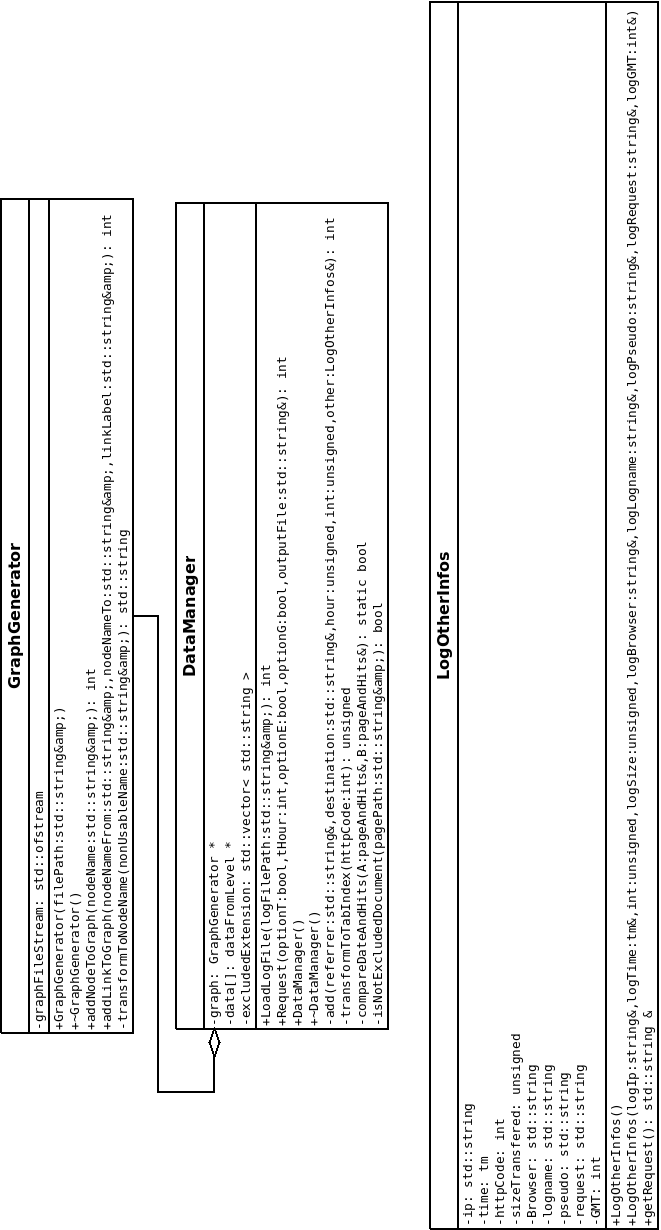 GraphGenerator
-graphFileStream: std::ofstream
+GraphGenerator(filePath:std::string&amp;)
+~GraphGenerator()
+addNodeToGraph(nodeName:std::string&amp;): int
+addLinkToGraph(nodeNameFrom:std::string&amp;,nodeNameTo:std::string&amp;,linkLabel:std::string&amp;): int
-transformToNodeName(nonUsableName:std::string&amp;): std::string
DataManager
-graph: GraphGenerator *
-data[]: dataFromLevel *
-excludedExtension: std::vector< std::string >
+LoadLogFile(logFilePath:std::string&amp;): int
+Request(optionT:bool,tHour:int,optionE:bool,optionG:bool,outputFile:std::string&): int
+DataManager()
+~DataManager()
-add(referrer:std::string&,destination:std::string&,hour:unsigned,int:unsigned,other:LogOtherInfos&): int
-transformToTabIndex(httpCode:int): unsigned
-compareDateAndHits(A:pageAndHits&,B:pageAndHits&): static bool
-isNotExcludedDocument(pagePath:std::string&amp;): bool
LogOtherInfos
-ip: std::string
-time: tm
-httpCode: int
-sizeTransfered: unsigned
-Browser: std::string
-logname: std::string
-pseudo: std::string
-request: std::string
-GMT: int
+LogOtherInfos()
+LogOtherInfos(logIp:string&,logTime:tm&,int:unsigned,logSize:unsigned,logBrowser:string&,logLogname:string&,logPseudo:string&,logRequest:string&,logGMT:int&)
+getRequest(): std::string &